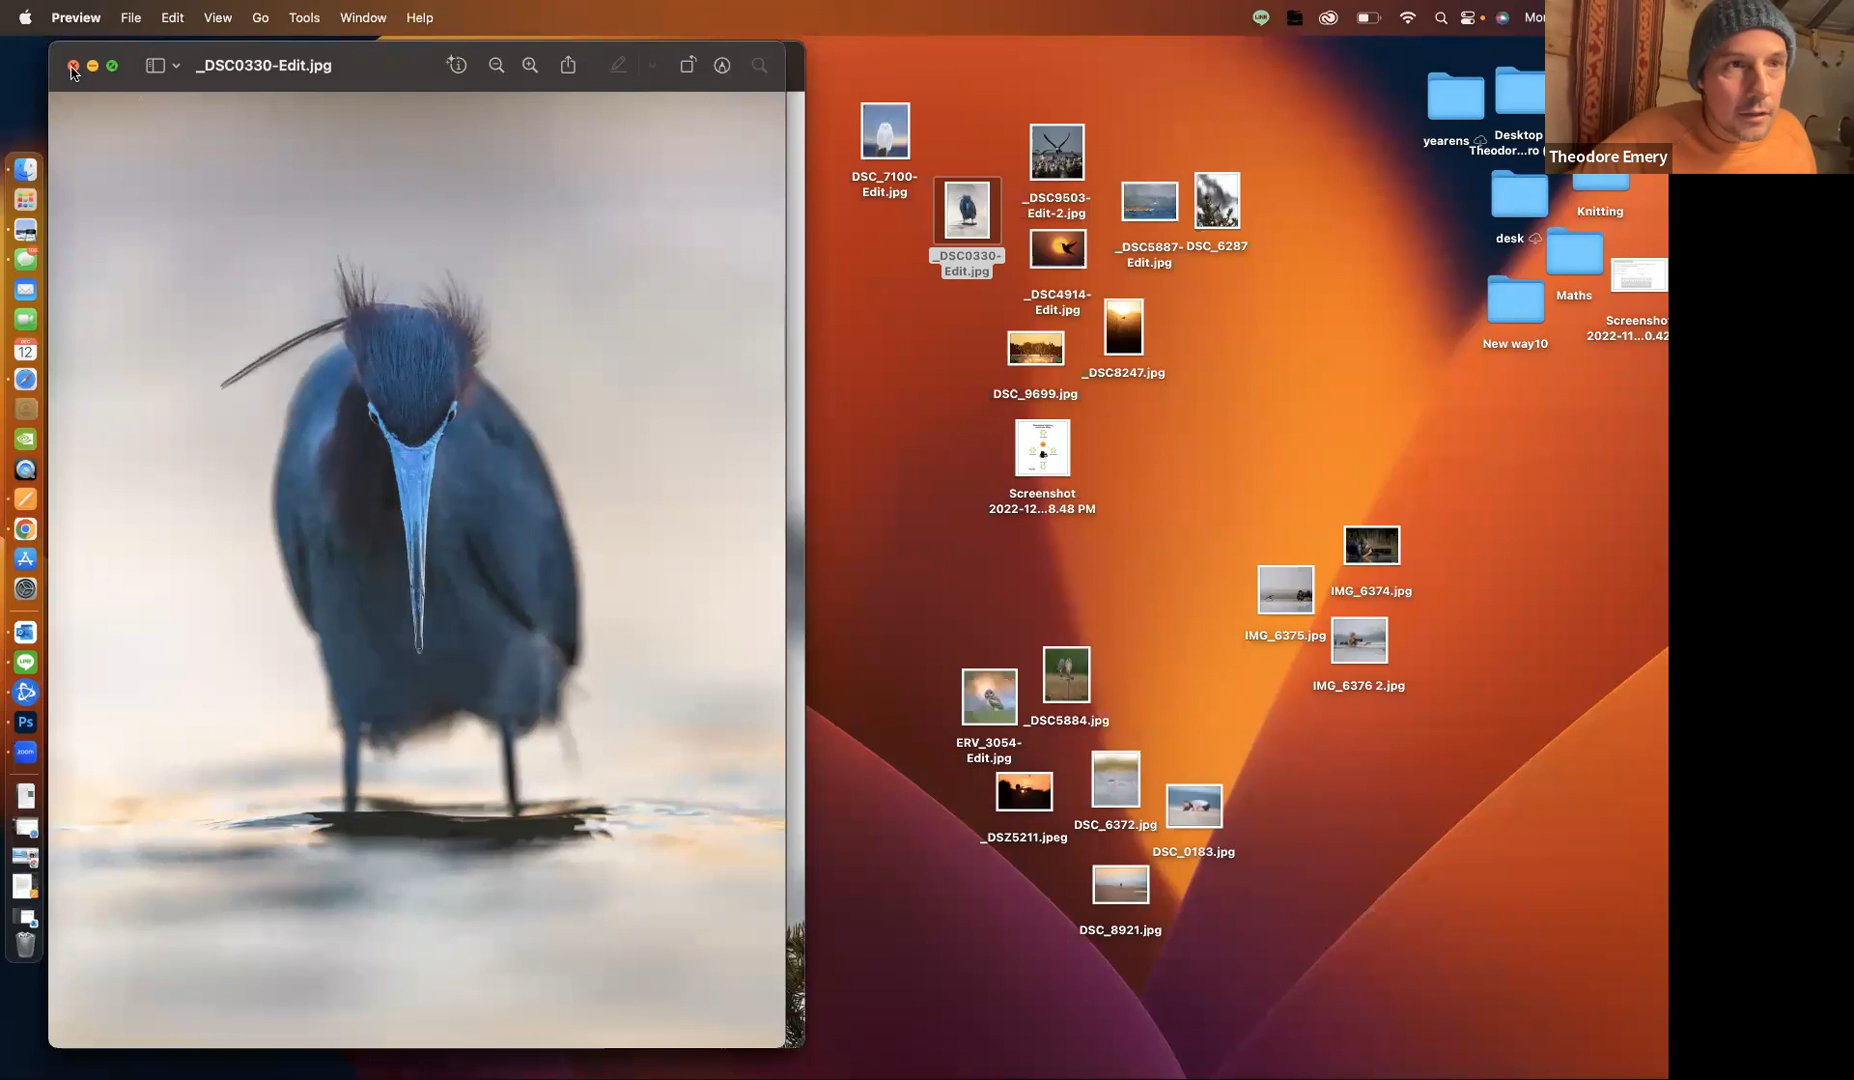 Preview File Edit View Go Tools Window Help
Mo
_DSC0330-Edit.jpg
Theodore Emery
DSC_7100-
Edit.jpg
_DSC0330-
Edit.jpg
_DSC9503-
Edit-2.jpg
_DSC5887-
Edit.jpg
DSC_6287
_DSC4914-
Edit.jpg
DSC_9699.jpg
_DSC8247.jpg
Screenshot
2022-12...8.48 PM
yearens
Desktop
Theodor...ro (
Knitting
desk
Maths
New way10
Screensho
2022-11...0.42
IMG_6374.jpg
IMG_6375.jpg
IMG_6376 2.jpg
_DSC5884.jpg
ERV_3054-
Edit.jpg
_DSZ5211.jpeg
DSC_6372.jpg
DSC_0183.jpg
DSC_8921.jpg
DEC
12
Ps
zoom